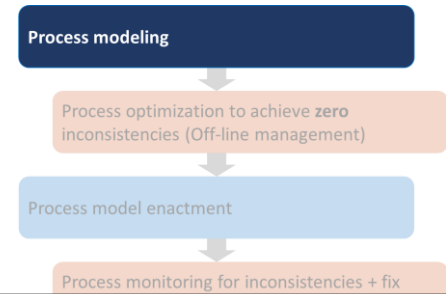 Process modeling
Process optimization to achieve zero
inconsistencies (Off-line management)
Process model enactment
Process monitoring for inconsistencies + fix